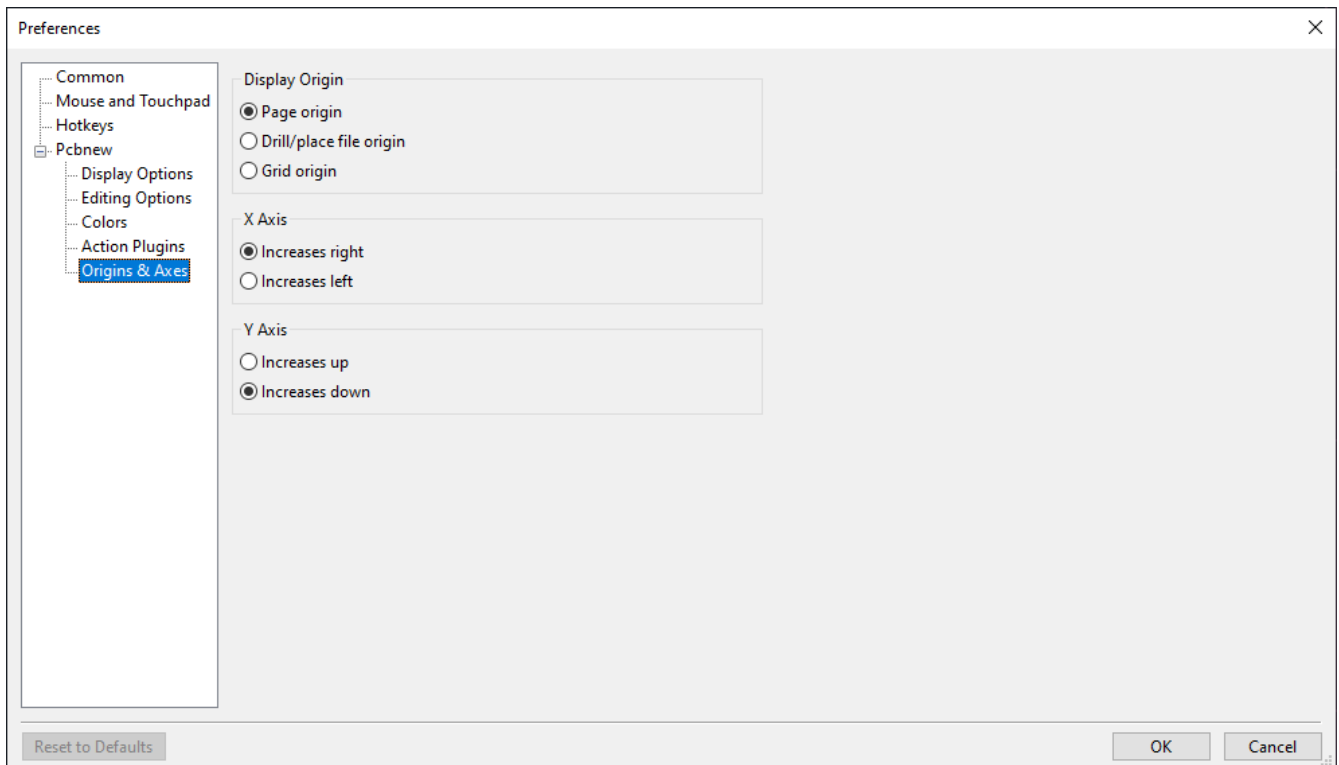 Preferences
Common
Mouse and Touchpad
Hotkeys
Pcbnew
Display Options
Editing Options
Colors
Action Plugins
Origins & Axes
Display Origin
Page origin
Drill/place file origin
Grid origin
X Axis
Increases right
Increases left
Y Axis
Increases up
Increases down
Reset to Defaults
OK
Cancel